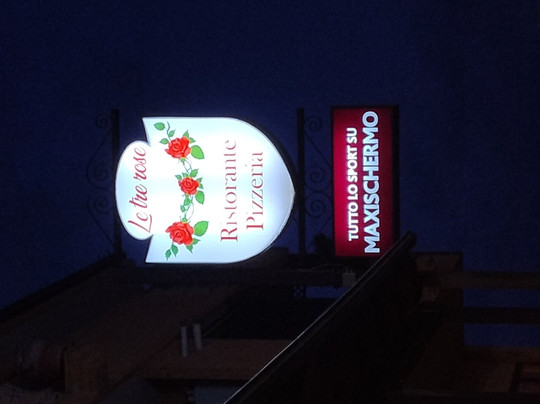 Le tre rose
Ristorante
Pizzeria
TUTTO LO SPORT SU
MAXISCHERMO